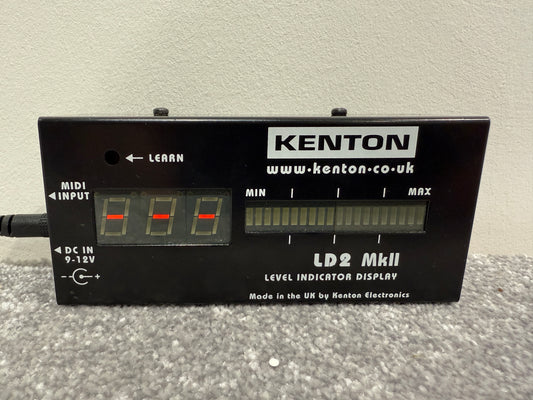 KENTON
www.kenton.co.uk
LEARN
MIDI
INPUT
MIN
MAX
- - -
DC IN
9-12V
LD2 MkII
LEVEL INDICATOR DISPLAY
Made in the UK by Kenton Electronics